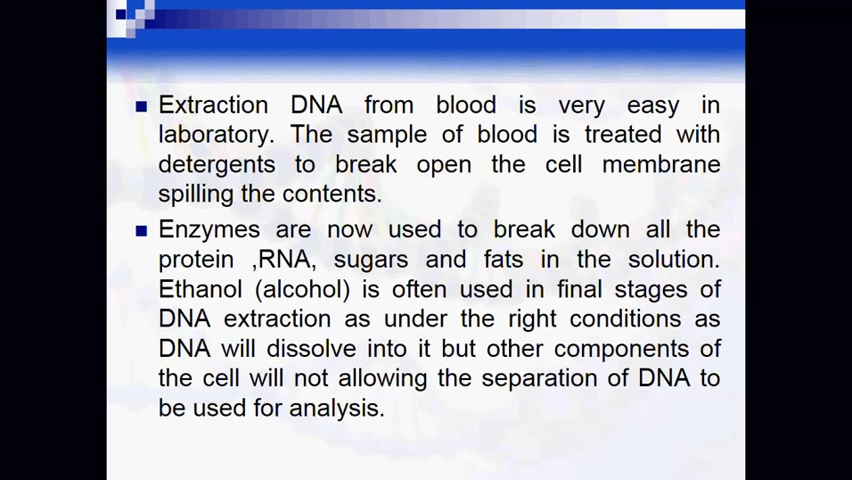 Extraction DNA from blood is very easy in
laboratory. The sample of blood is treated with
detergents to break open the cell membrane
spilling the contents.
Enzymes are now used to break down all the
protein ,RNA, sugars and fats in the solution.
Ethanol (alcohol) is often used in final stages of
DNA extraction as under the right conditions as
DNA will dissolve into it but other components of
the cell will not allowing the separation of DNA to
be used for analysis.